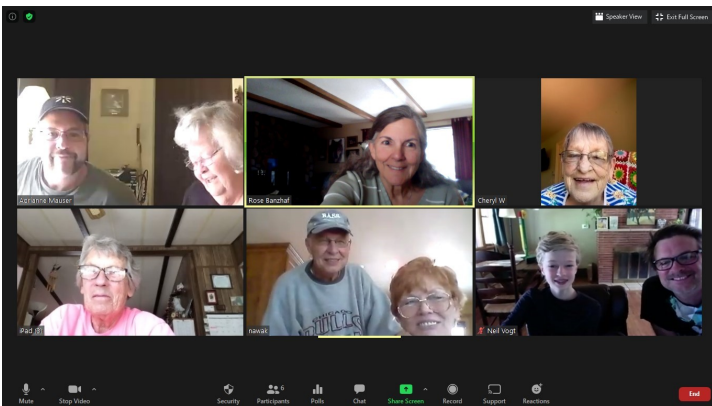 Speaker View
Exit Full Screen
Adrianne Mauser
Rose Banzhaf
Cheryl W
nawak
Neil Vogt
Mute
Stop Video
Security
Participants
6
Polls
Chat
Share Screen
Record
Support
Reactions
End